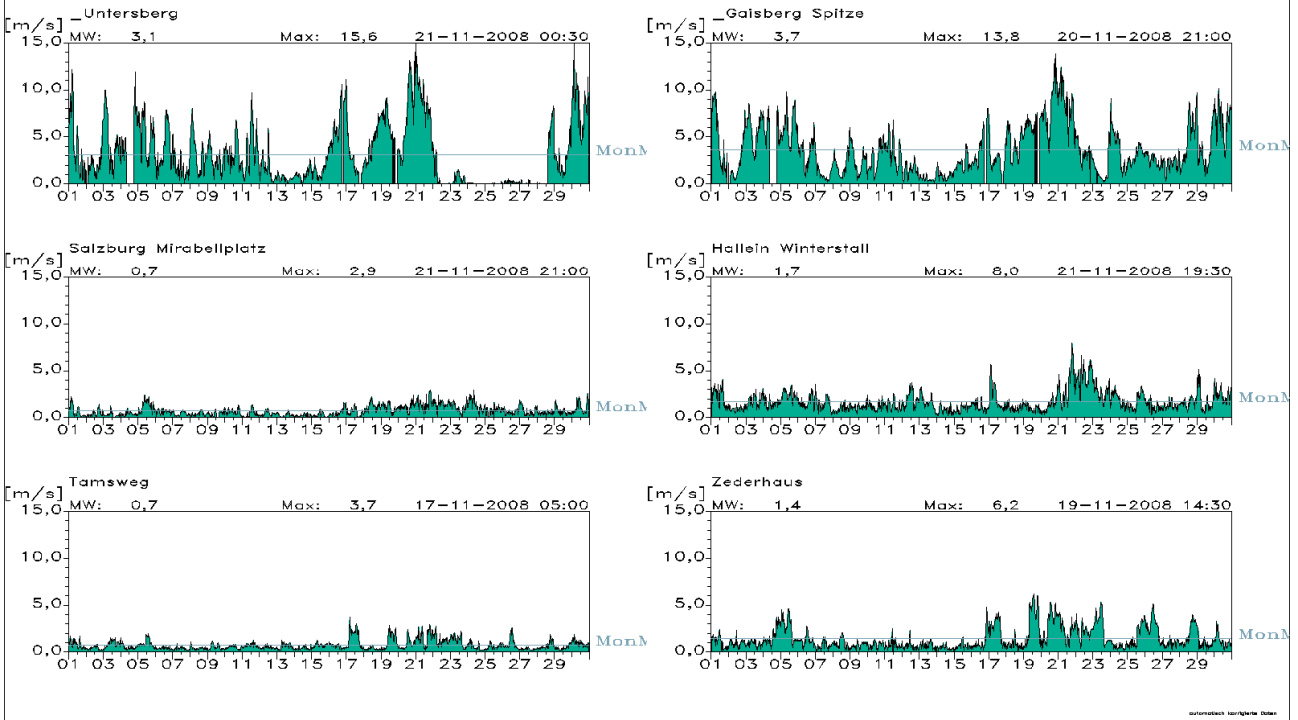 _Untersberg
[m/s] MW: 3,1 Max: 15,6 21-11-2008 00:30
15,0
10,0
5,0
MonM
0,0
01 03 05 07 09 11 13 15 17 19 21 23 25 27 29
_Gaisberg Spitze
[m/s] MW: 3,7 Max: 13,8 20-11-2008 21:00
15,0
10,0
5,0
MonM
0,0
01 03 05 07 09 11 13 15 17 19 21 23 25 27 29
Salzburg Mirabellplatz
[m/s] MW: 0,7 Max: 2,9 21-11-2008 21:00
15,0
10,0
5,0
MonM
0,0
01 03 05 07 09 11 13 15 17 19 21 23 25 27 29
Hallein Winterstall
[m/s] MW: 1,7 Max: 8,0 21-11-2008 19:30
15,0
10,0
5,0
MonM
0,0
01 03 05 07 09 11 13 15 17 19 21 23 25 27 29
Tamsweg
[m/s] MW: 0,7 Max: 3,7 17-11-2008 05:00
15,0
10,0
5,0
MonM
0,0
01 03 05 07 09 11 13 15 17 19 21 23 25 27 29
Zederhaus
[m/s] MW: 1,4 Max: 6,2 19-11-2008 14:30
15,0
10,0
5,0
MonM
0,0
01 03 05 07 09 11 13 15 17 19 21 23 25 27 29
automatisch korrigierte Daten